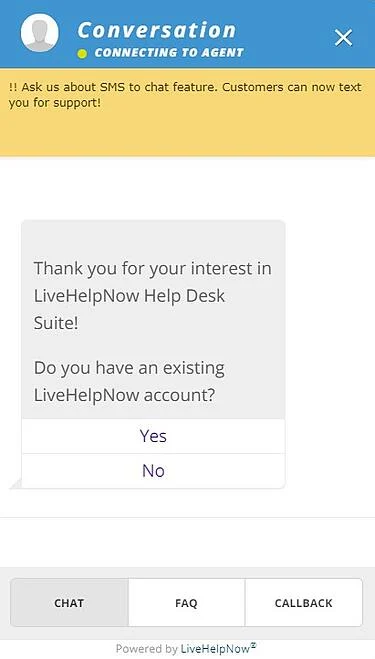 Conversation
CONNECTING TO AGENT
!! Ask us about SMS to chat feature. Customers can now text
you for support!
Thank you for your interest in
LiveHelpNow Help Desk
Suite!
Do you have an existing
LiveHelpNow account?
Yes
No
CHAT
FAQ
CALLBACK
Powered by LiveHelpNow